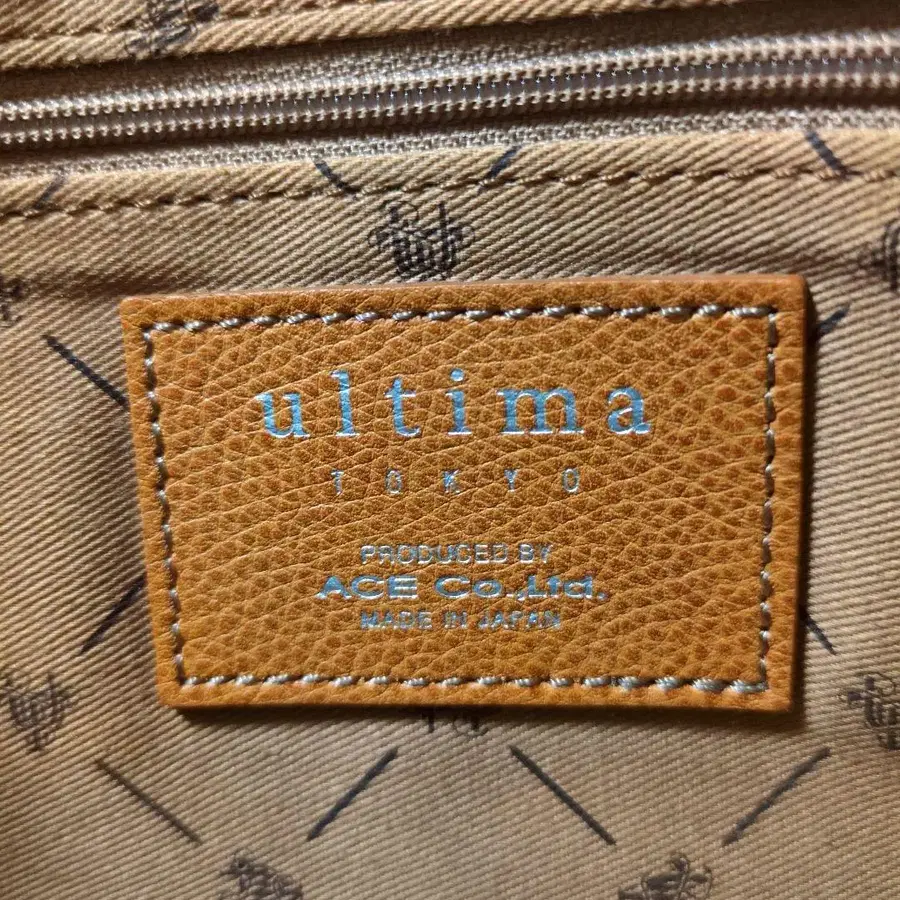 ultima
TOKYO
PRODUCED BY
ACE Co.,Ltd.
MADE IN JAPAN